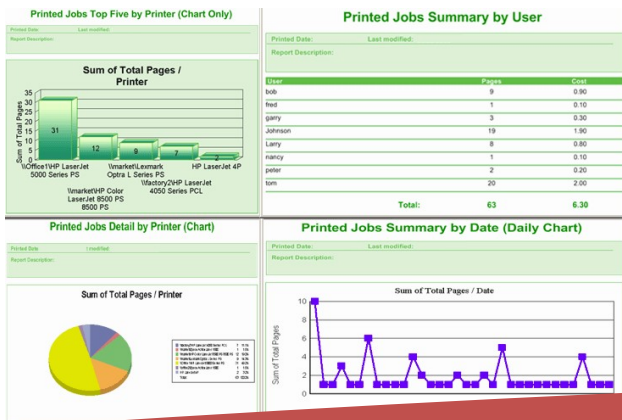 Printed Jobs Top Five by Printer (Chart Only)
Printed Date: Last modified
Report Description:
Sum of Total Pages /
Printer
Sum of Total Pages
35
30
25
20
15
10
5
0
31
12
9
7
2
\\Office1\HP LaserJet
5000 Series PS
\\market\HP Color
LaserJet 8500 PS
8500 PS
\\market\Lexmark
Optra L Series PS
\\factory2\HP LaserJet
4050 Series PCL
HP LaserJet 4P
Printed Jobs Summary by User
Printed Date: Last modified:
Report Description:
User Pages Cost
bob 9 0.90
fred 1 0.10
garry 3 0.30
Johnson 19 1.90
Larry 8 0.80
nancy 1 0.10
peter 2 0.20
tom 20 2.00
Total: 63 6.30
Printed Jobs Detail by Printer (Chart)
Printed Date : modified
Report Description:
Sum of Total Pages / Printer
Printed Jobs Summary by Date (Daily Chart)
Printed Date: Last modified:
Report Description:
Sum of Total Pages / Date
Sum of Total Pages
10
8
6
4
2
0